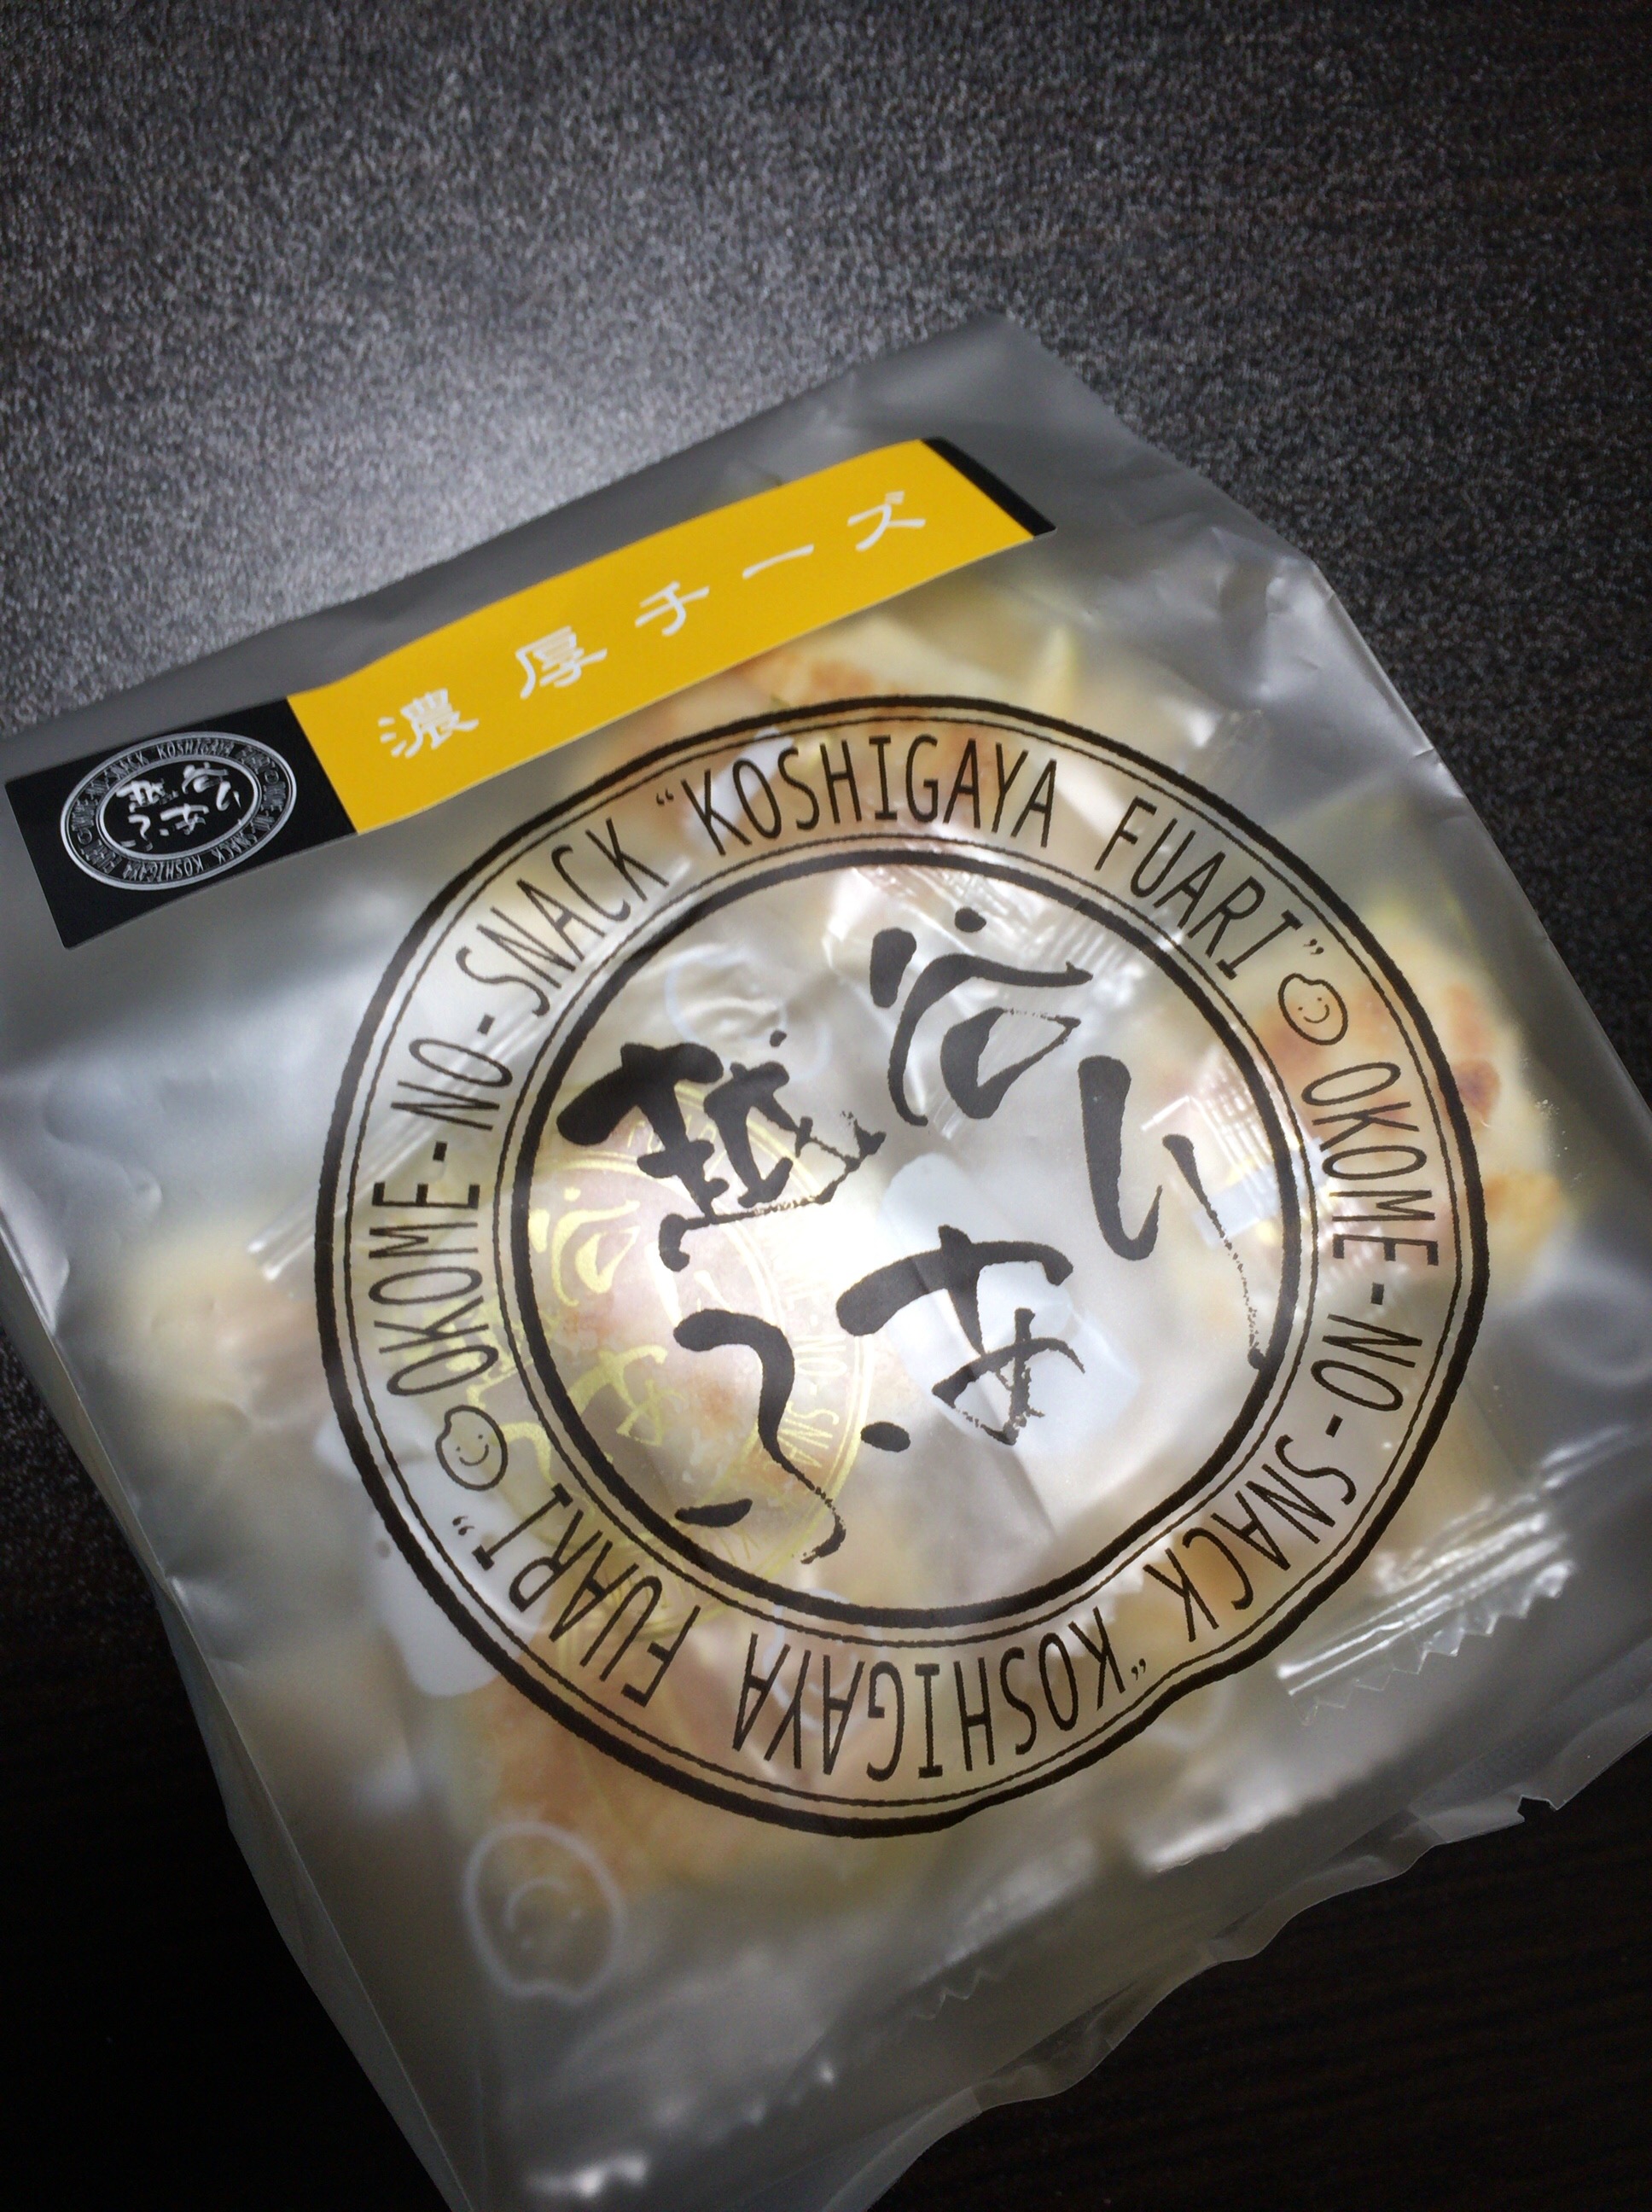 濃厚チーズ
OKOME-NO-SNACK “KOSHIGAYA FUARI”
OKOME-NO-SNACK “KOSHIGAYA FUARI”
越谷
ふあり